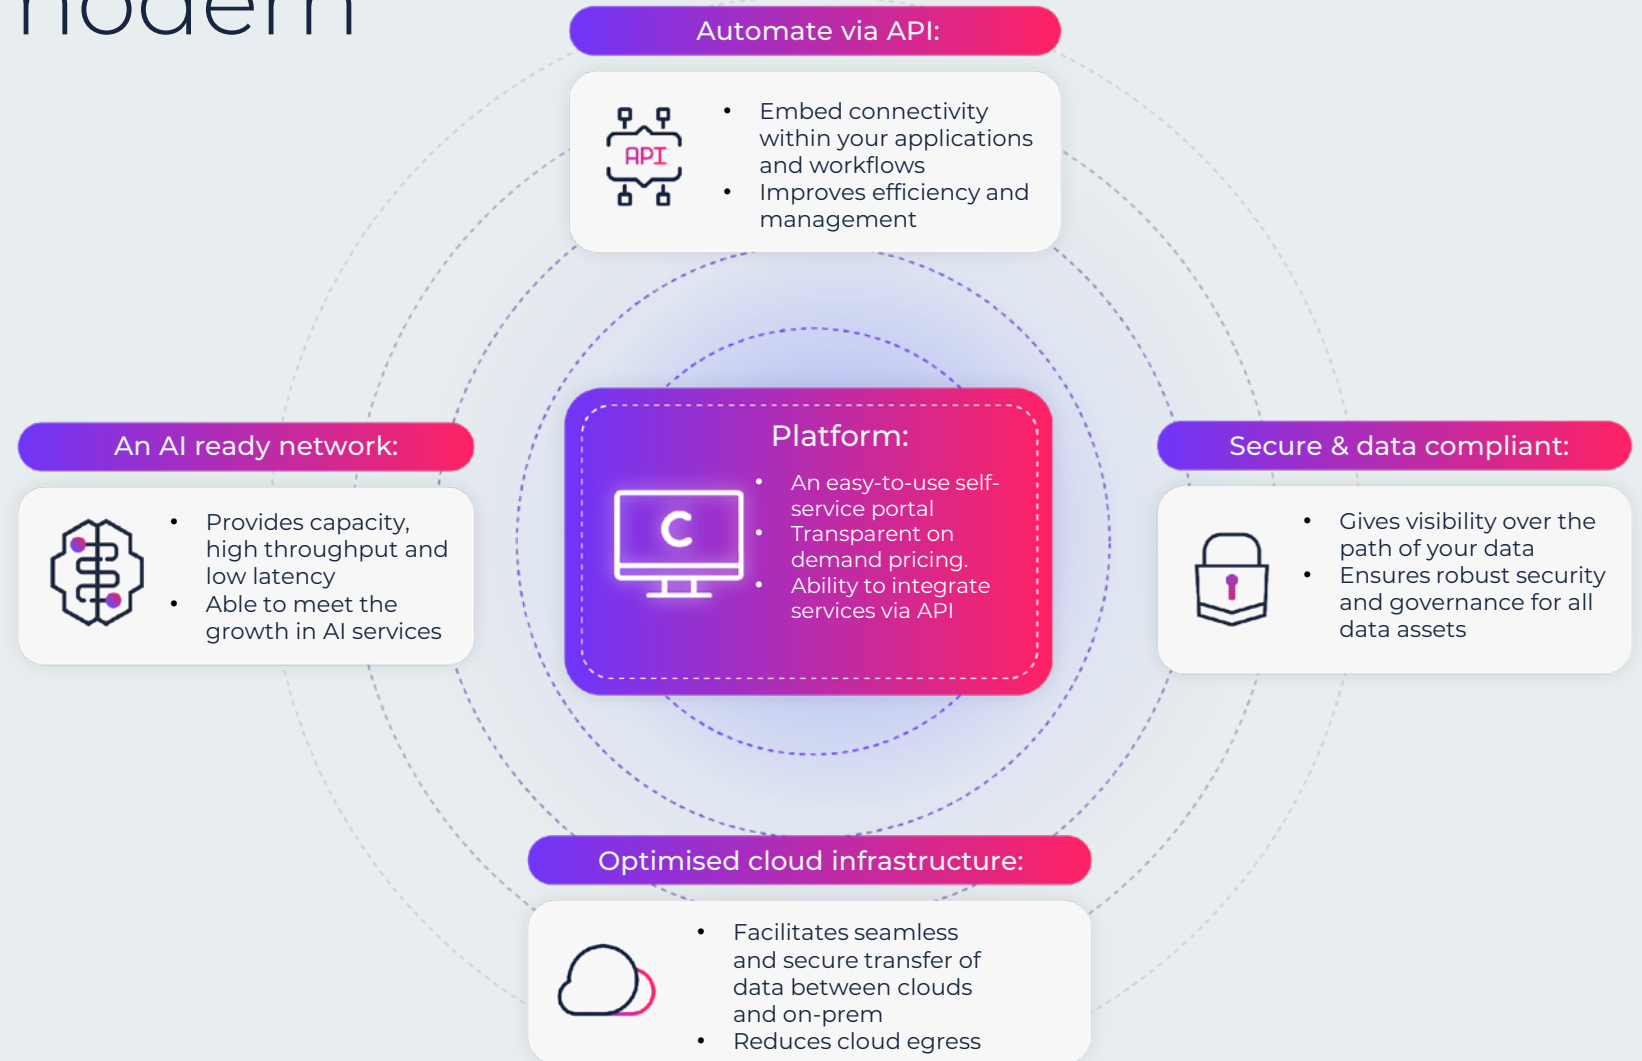 Automate via API:
• Embed connectivity
within your applications
and workflows
• Improves efficiency and
management
API
An AI ready network:
• Provides capacity,
high throughput and
low latency
• Able to meet the
growth in AI services
Platform:
C
• An easy-to-use self-
service portal
• Transparent on
demand pricing.
• Ability to integrate
services via API
Secure & data compliant:
• Gives visibility over the
path of your data
• Ensures robust security
and governance for all
data assets
Optimised cloud infrastructure:
• Facilitates seamless
and secure transfer of
data between clouds
and on-prem
• Reduces cloud egress